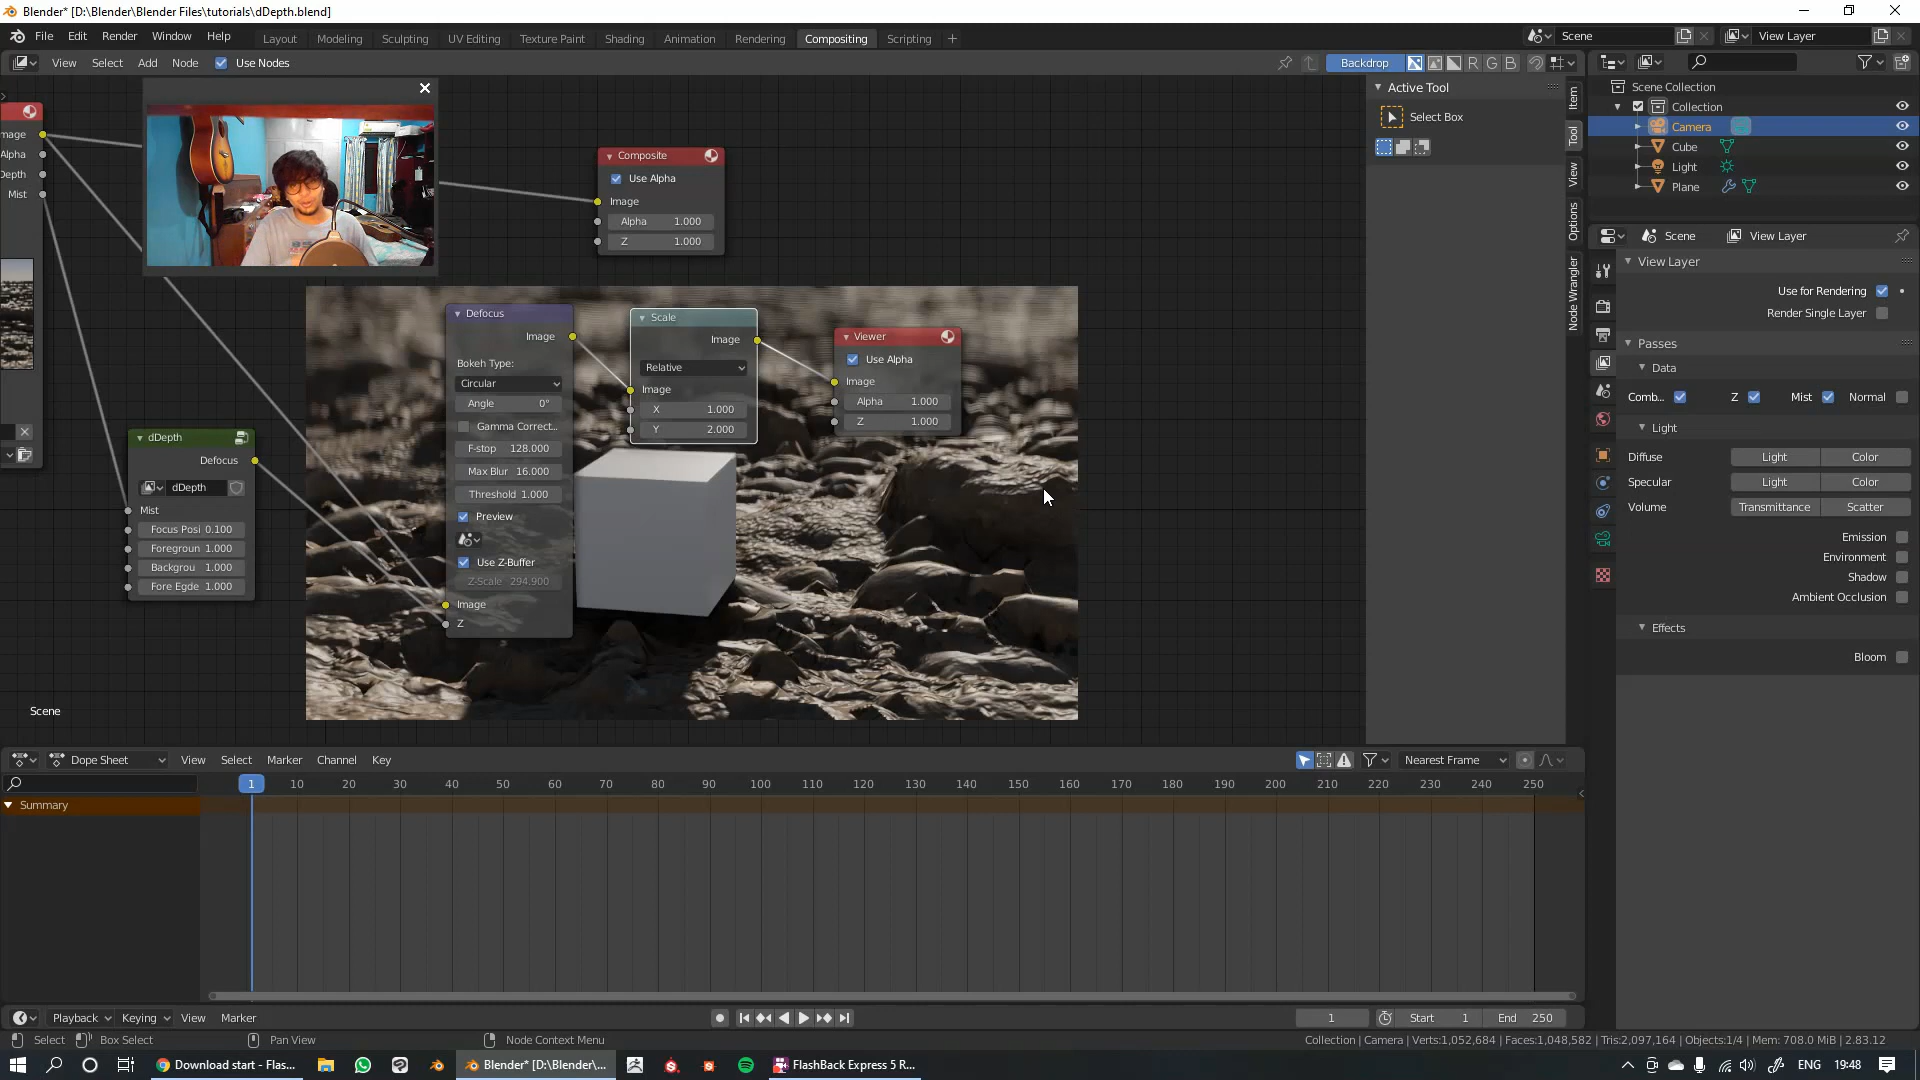 Blender* [D:\Blender\Blender Files\tutorials\dDepth.blend]
File Edit Render Window Help Layout Modeling Sculpting UV Editing Texture Paint Shading Animation Rendering Compositing Scripting + Scene View Layer
View Select Add Node Use Nodes Backdrop R G B
Active Tool
Select Box
Item
Tool
View
Options
Node Wrangler
Scene Collection
Collection
Camera
Cube
Light
Plane
Scene View Layer
View Layer
Use for Rendering
Render Single Layer
Passes
Data
Comb... Z Mist Normal
Light
Diffuse Light Color
Specular Light Color
Volume Transmittance Scatter
Emission
Environment
Shadow
Ambient Occlusion
Effects
Bloom
mage
Alpha
Depth
Mist
Composite
Use Alpha
Image
Alpha 1.000
Z 1.000
Defocus
Image
Bokeh Type:
Circular
Angle 0°
Gamma Correct..
F-stop 128.000
Max Blur 16.000
Threshold 1.000
Preview
Use Z-Buffer
Z-Scale 294.900
Image
Z
Scale
Image
Relative
Image
X 1.000
Y 2.000
Viewer
Use Alpha
Image
Alpha 1.000
Z 1.000
dDepth
Defocus
dDepth
Mist
Focus Posi 0.100
Foregroun 1.000
Backgrou 1.000
Fore Egde 1.000
Scene
Dope Sheet View Select Marker Channel Key Nearest Frame
1 10 20 30 40 50 60 70 80 90 100 110 120 130 140 150 160 170 180 190 200 210 220 230 240 250
Summary
Playback Keying View Marker 1 Start 1 End 250
Select Box Select Pan View Node Context Menu Collection | Camera | Verts:1,052,684 | Faces:1,048,582 | Tris:2,097,164 | Objects:1/4 | Mem: 708.0 MiB | 2.83.12
Download start - Flas... Blender* [D:\Blender\... FlashBack Express 5 R... ENG 19:48